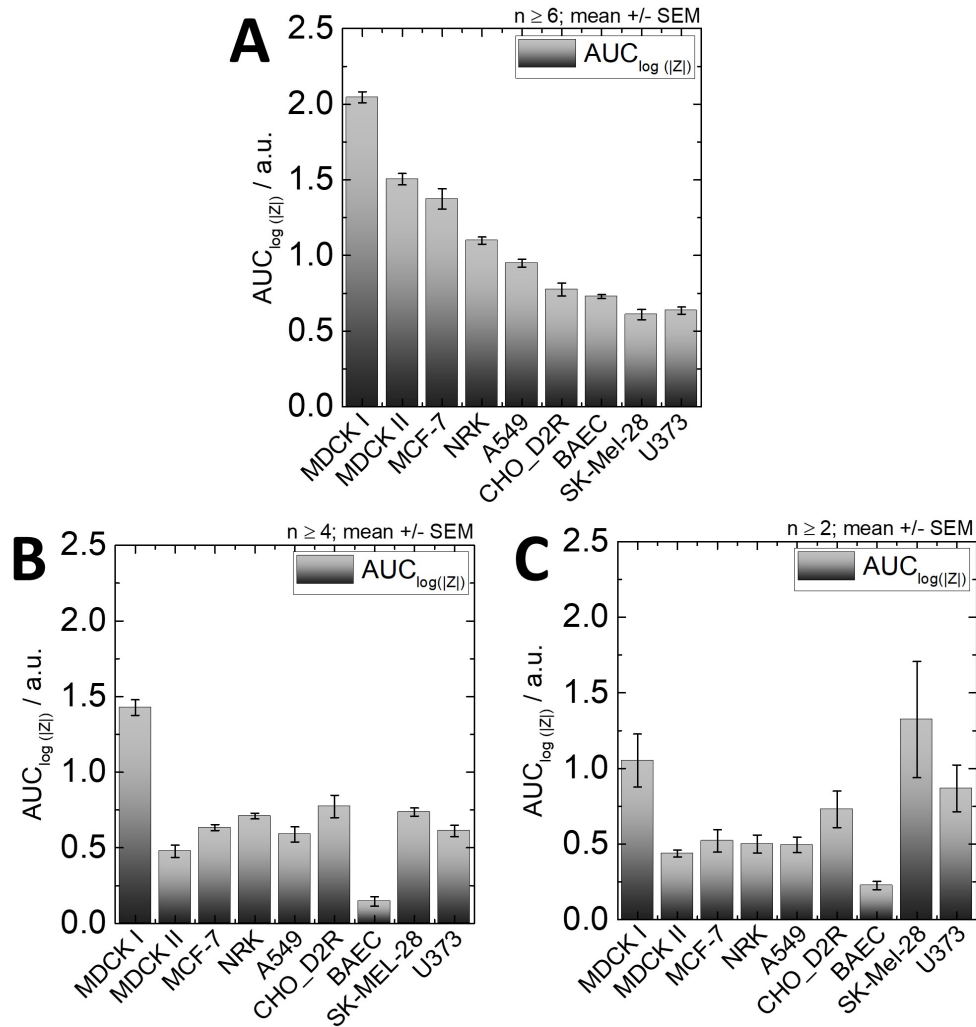 A
n ≥ 6; mean +/- SEM
AUC log (|Z|)
AUC log (|Z|) / a.u.
2.5
2.0
1.5
1.0
0.5
0.0
MDCK I
MDCK II
MCF-7
NRK
A549
CHO_D2R
BAEC
SK-Mel-28
U373
B
n ≥ 4; mean +/- SEM
AUC log(|Z|)
AUC log (|Z|) / a.u.
2.5
2.0
1.5
1.0
0.5
0.0
MDCK I
MDCK II
MCF-7
NRK
A549
CHO_D2R
BAEC
SK-MEL-28
U373
C
n ≥ 2; mean +/- SEM
AUC log(|Z|)
AUC log (|Z|) / a.u.
2.5
2.0
1.5
1.0
0.5
0.0
MDCK I
MDCK II
MCF-7
NRK
A549
CHO_D2R
BAEC
SK-Mel-28
U373